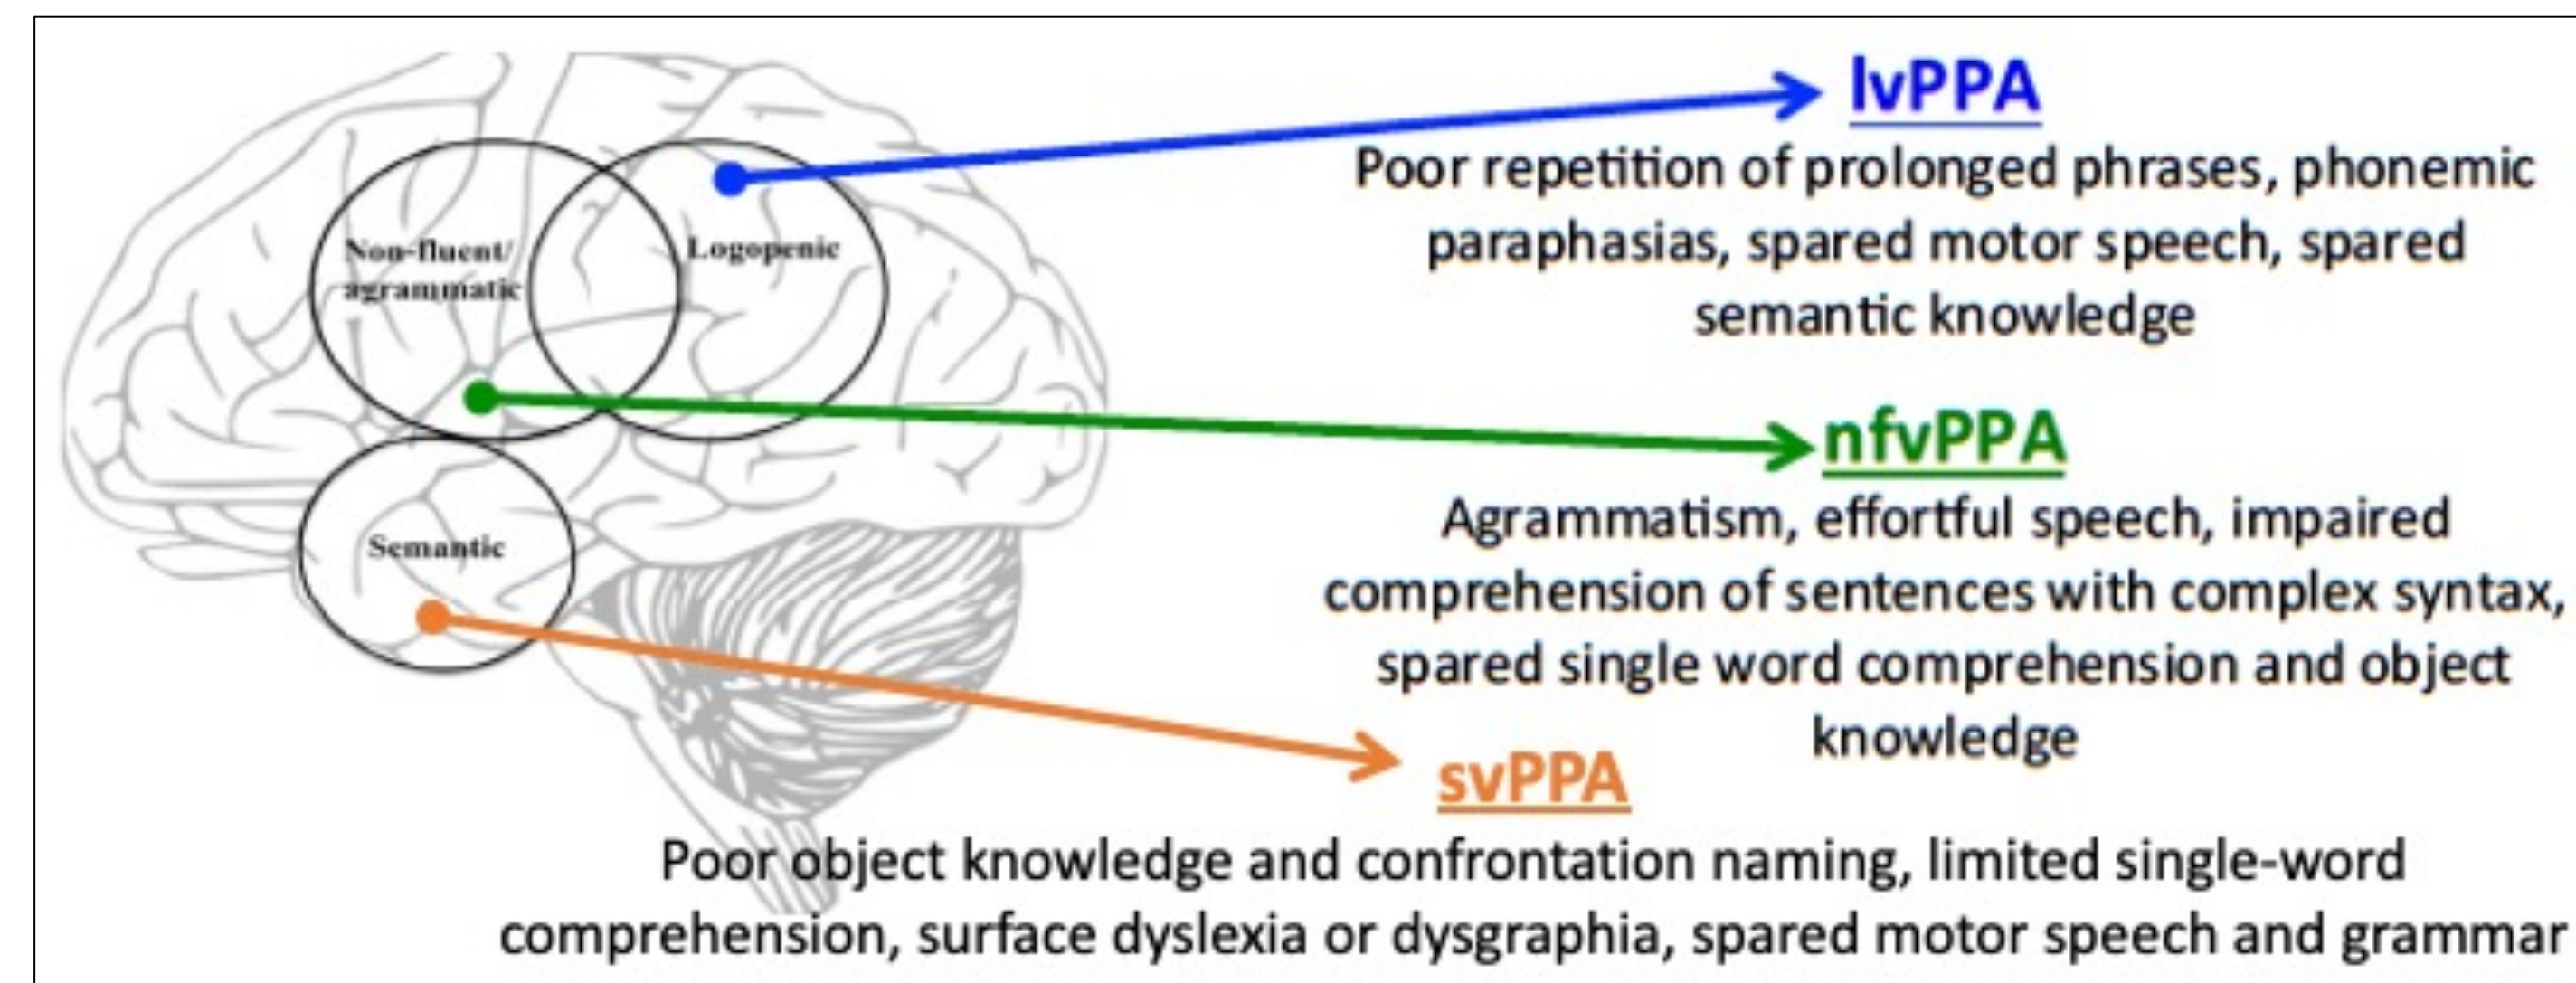 lvPPA
Poor repetition of prolonged phrases, phonemic
paraphasias, spared motor speech, spared
semantic knowledge
Non-fluent/
agrammatic
Logopenic
nfvPPA
Agrammatism, effortful speech, impaired
comprehension of sentences with complex syntax,
spared single word comprehension and object
knowledge
Semantic
svPPA
Poor object knowledge and confrontation naming, limited single-word
comprehension, surface dyslexia or dysgraphia, spared motor speech and grammar